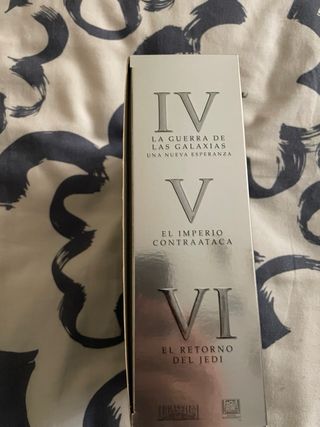 IV
LA GUERRA DE
LAS GALAXIAS
UNA NUEVA ESPERANZA
V
EL IMPERIO
CONTRAATACA
VI
EL RETORNO
DEL JEDI